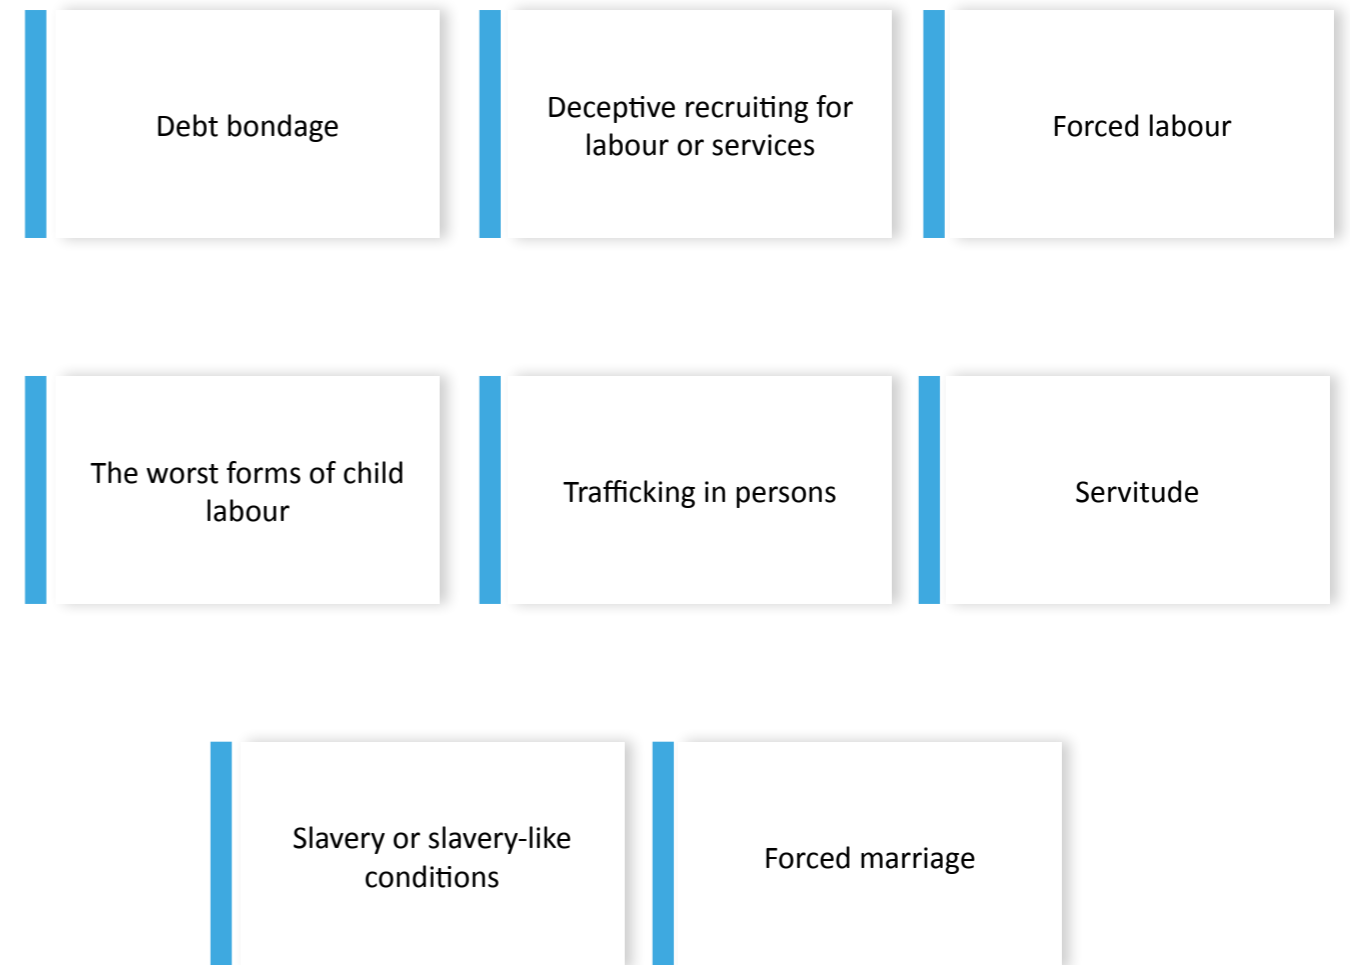 Debt bondage
Deceptive recruiting for
labour or services
Forced labour
The worst forms of child
labour
Trafficking in persons
Servitude
Slavery or slavery-like
conditions
Forced marriage